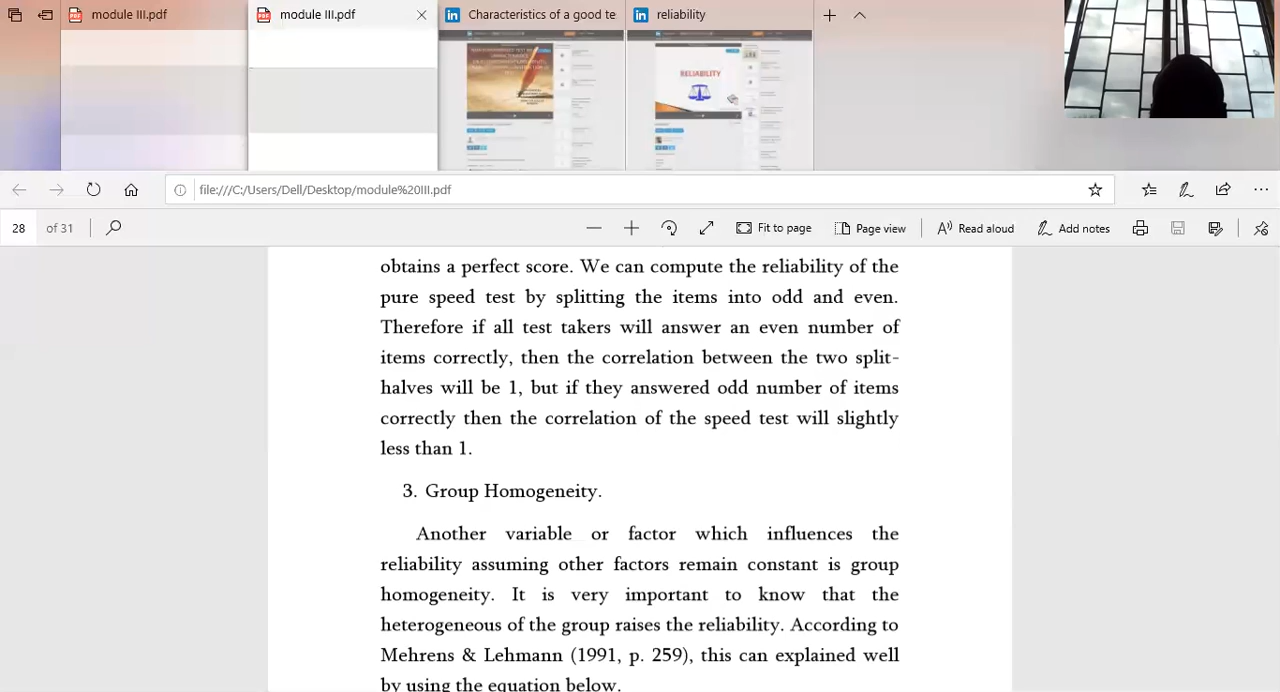 module III.pdf
module III.pdf
Characteristics of a good te
reliability
RELIABILITY
file:///C:/Users/Dell/Desktop/module%20III.pdf
28 of 31
Fit to page
Page view
Read aloud
Add notes
obtains a perfect score. We can compute the reliability of the
pure speed test by splitting the items into odd and even.
Therefore if all test takers will answer an even number of
items correctly, then the correlation between the two split-
halves will be 1, but if they answered odd number of items
correctly then the correlation of the speed test will slightly
less than 1.
3. Group Homogeneity.
Another variable or factor which influences the
reliability assuming other factors remain constant is group
homogeneity. It is very important to know that the
heterogeneous of the group raises the reliability. According to
Mehrens & Lehmann (1991, p. 259), this can explained well
by using the equation below.